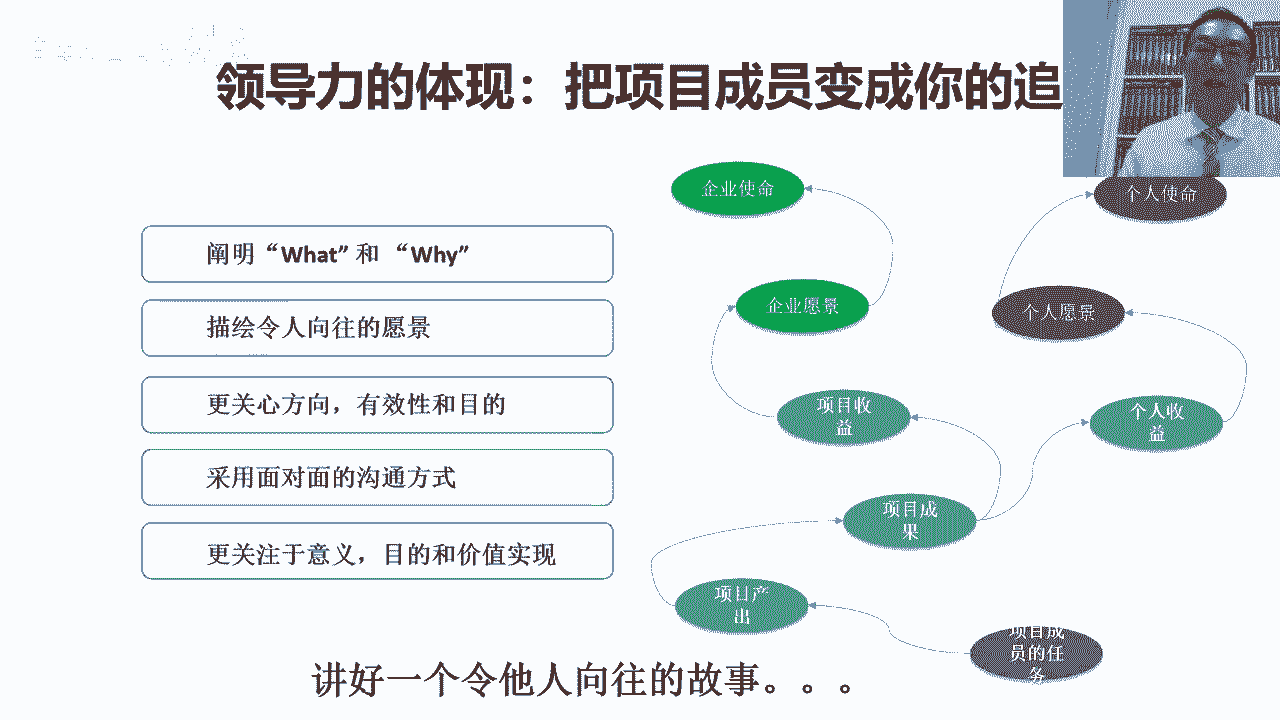 领导力的体现：把项目成员变成你的追
阐明“What” 和 “Why”
描绘令人向往的愿景
更关心方向，有效性和目的
采用面对面的沟通方式
更关注于意义，目的和价值实现
企业使命
个人使命
企业愿景
个人愿景
项目收
益
个人收
益
项目成
果
项目产
出
项目成
员的任
务
讲好一个令他人向往的故事。。。